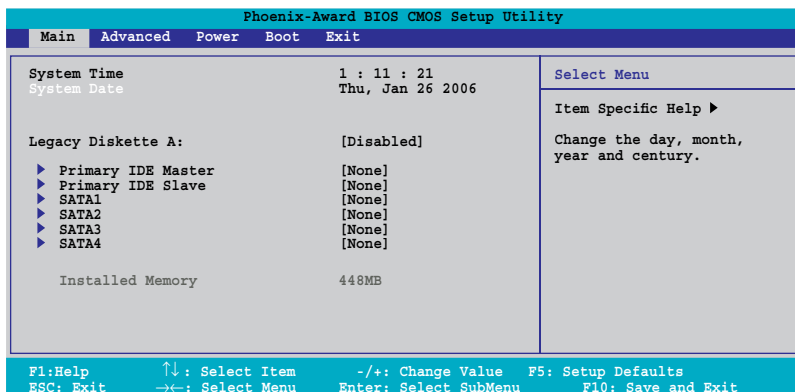 Phoenix-Award BIOS CMOS Setup Utility
Main Advanced Power Boot Exit
System Time 1 : 11 : 21
System Date Thu, Jan 26 2006
Legacy Diskette A: [Disabled]
Primary IDE Master [None]
Primary IDE Slave [None]
SATA1 [None]
SATA2 [None]
SATA3 [None]
SATA4 [None]
Installed Memory 448MB
Select Menu
Item Specific Help
Change the day, month,
year and century.
F1:Help ↑↓: Select Item -/+: Change Value F5: Setup Defaults
ESC: Exit →←: Select Menu Enter: Select SubMenu F10: Save and Exit